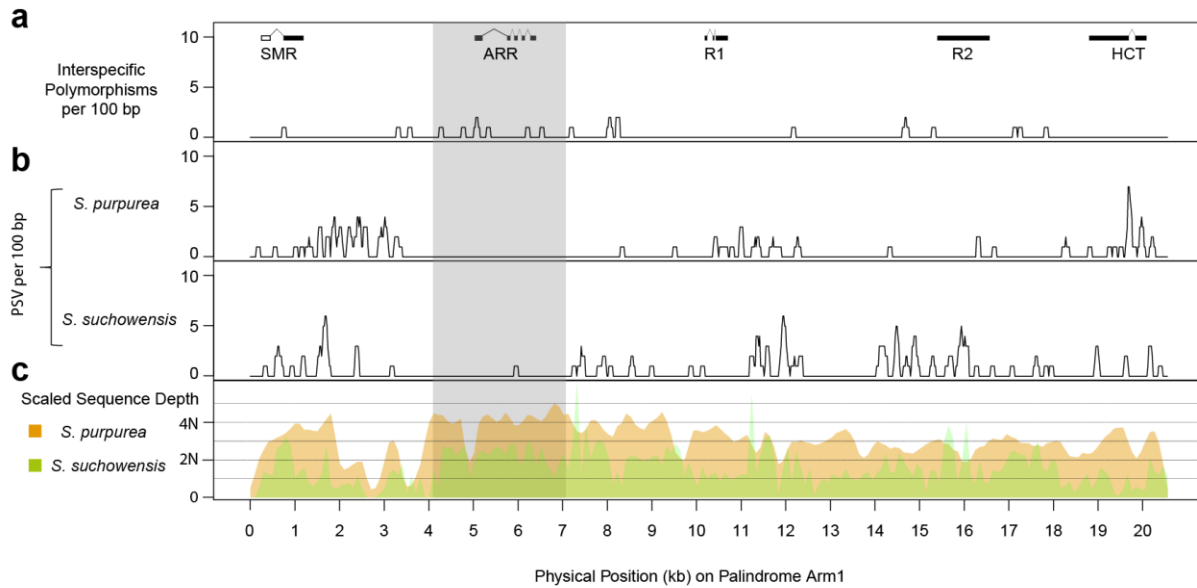 a
10
5
0
Interspecific
Polymorphisms
per 100 bp
SMR
ARR
R1
R2
HCT
b
PSV per 100 bp
S. purpurea
10
5
0
S. suchowensis
10
5
0
c
Scaled Sequence Depth
S. purpurea
S. suchowensis
4N
2N
0
0 1 2 3 4 5 6 7 8 9 10 11 12 13 14 15 16 17 18 19 20
Physical Position (kb) on Palindrome Arm1